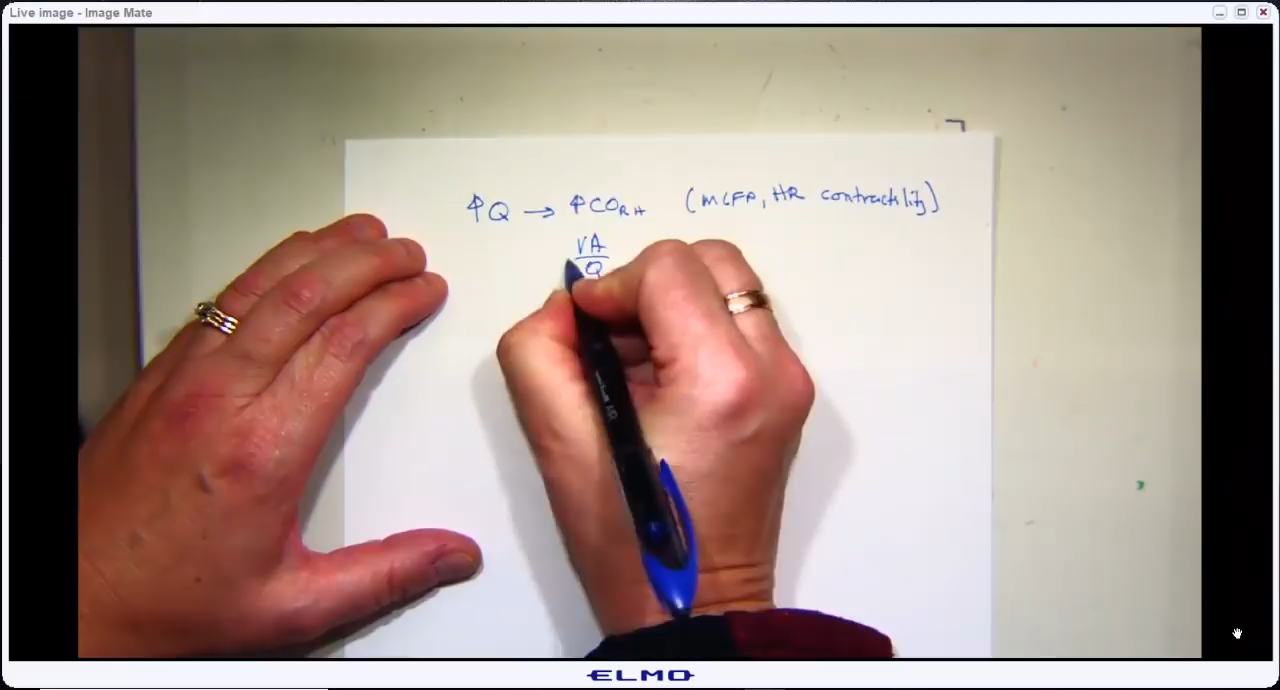 Live image - Image Mate
↑Q → ↑CO RH (MCFP, HR contractility)
VA
Q
ELMO